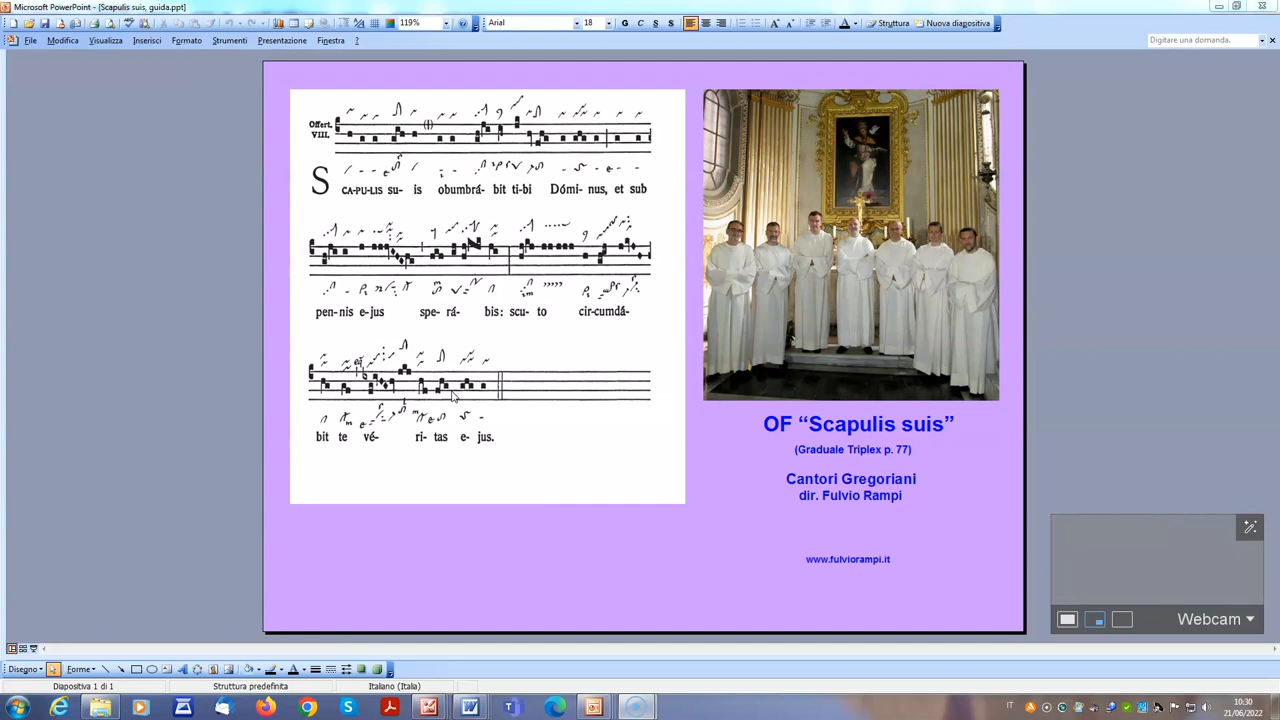 Microsoft PowerPoint - [Scapulis suis, guida.ppt]
119%
Arial
18
G C S S
Struttura
Nuova diapositiva
File Modifica Visualizza Inserisci Formato Strumenti Presentazione Finestra ?
Digitare una domanda.
Offert.
VIII.
S CA-PU-LIS su- is obumbrá- bit ti-bi Dómi- nus, et sub
pen-nis e-jus spe- rá- bis: scu- to cir-cumdá-
bit te vé- ri- tas e- jus.
OF “Scapulis suis”
(Graduale Triplex p. 77)
Cantori Gregoriani
dir. Fulvio Rampi
www.fulviorampi.it
Webcam
Disegno
Forme
Diapositiva 1 di 1
Struttura predefinita
Italiano (Italia)
IT
10:30
21/06/2022